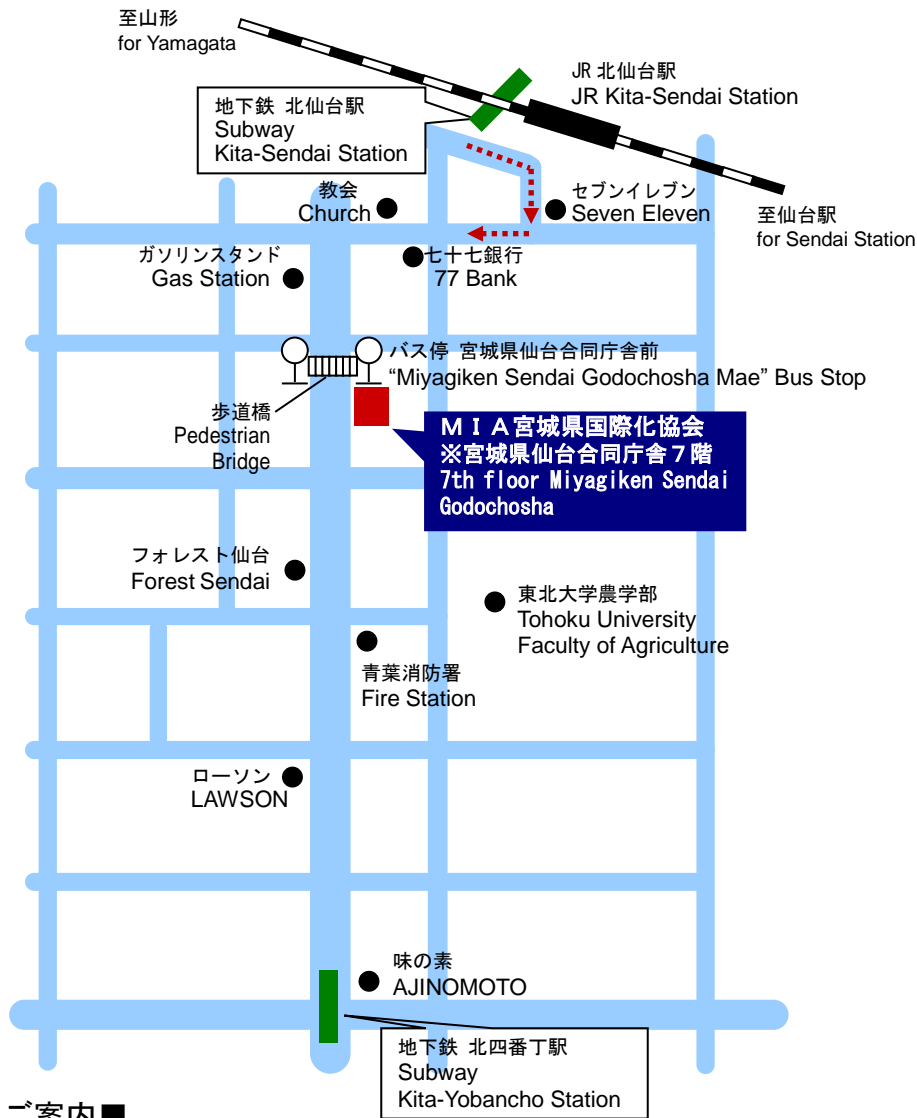 至山形
for Yamagata
JR 北仙台駅
JR Kita-Sendai Station
地下鉄 北仙台駅
Subway
Kita-Sendai Station
教会
Church
セブンイレブン
Seven Eleven
至仙台駅
for Sendai Station
ガソリンスタンド
Gas Station
七十七銀行
77 Bank
バス停 宮城県仙台合同庁舎前
“Miyagiken Sendai Godochosha Mae” Bus Stop
歩道橋
Pedestrian
Bridge
ＭＩＡ宮城県国際化協会
※宮城県仙台合同庁舎７階
7th floor Miyagiken Sendai
Godochosha
フォレスト仙台
Forest Sendai
東北大学農学部
Tohoku University
Faculty of Agriculture
青葉消防署
Fire Station
ローソン
LAWSON
味の素
AJINOMOTO
地下鉄 北四番丁駅
Subway
Kita-Yobancho Station
ご案内■